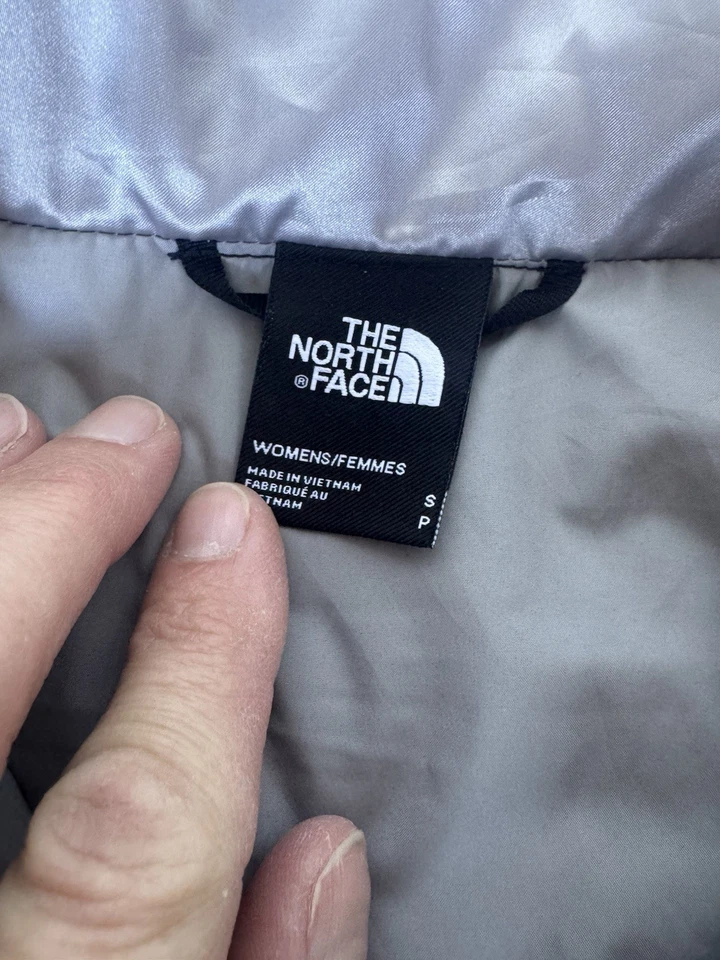 THE
NORTH
®FACE
WOMENS/FEMMES
MADE IN VIETNAM
FABRIQUÉ AU
S
P